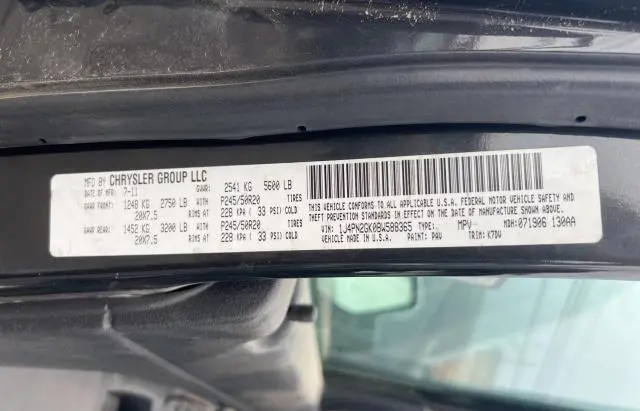 MFD BY CHRYSLER GROUP LLC
DATE OF MFR 7-11 GVWR: 2541 KG 5600 LB
GAWR FRONT: 1248 KG 2750 LB WITH P245/50R20
20X7.5 RIMS AT 228 KPA ( 33 PSI) COLD
GAWR REAR: 1452 KG 3200 LB WITH P245/50R20
20X7.5 RIMS AT 228 KPA ( 33 PSI) COLD
THIS VEHICLE CONFORMS TO ALL APPLICABLE U.S.A. FEDERAL MOTOR VEHICLE SAFETY, BUMPER AND
THEFT PREVENTION STANDARDS IN EFFECT ON THE DATE OF MANUFACTURE SHOWN ABOVE.
VIN: 1J4PN2GK0BW588365 TYPE: MPV MDH: 071906 130AA
VEHICLE MADE IN U.S.A. PAINT: PAV TRIM: K7DV